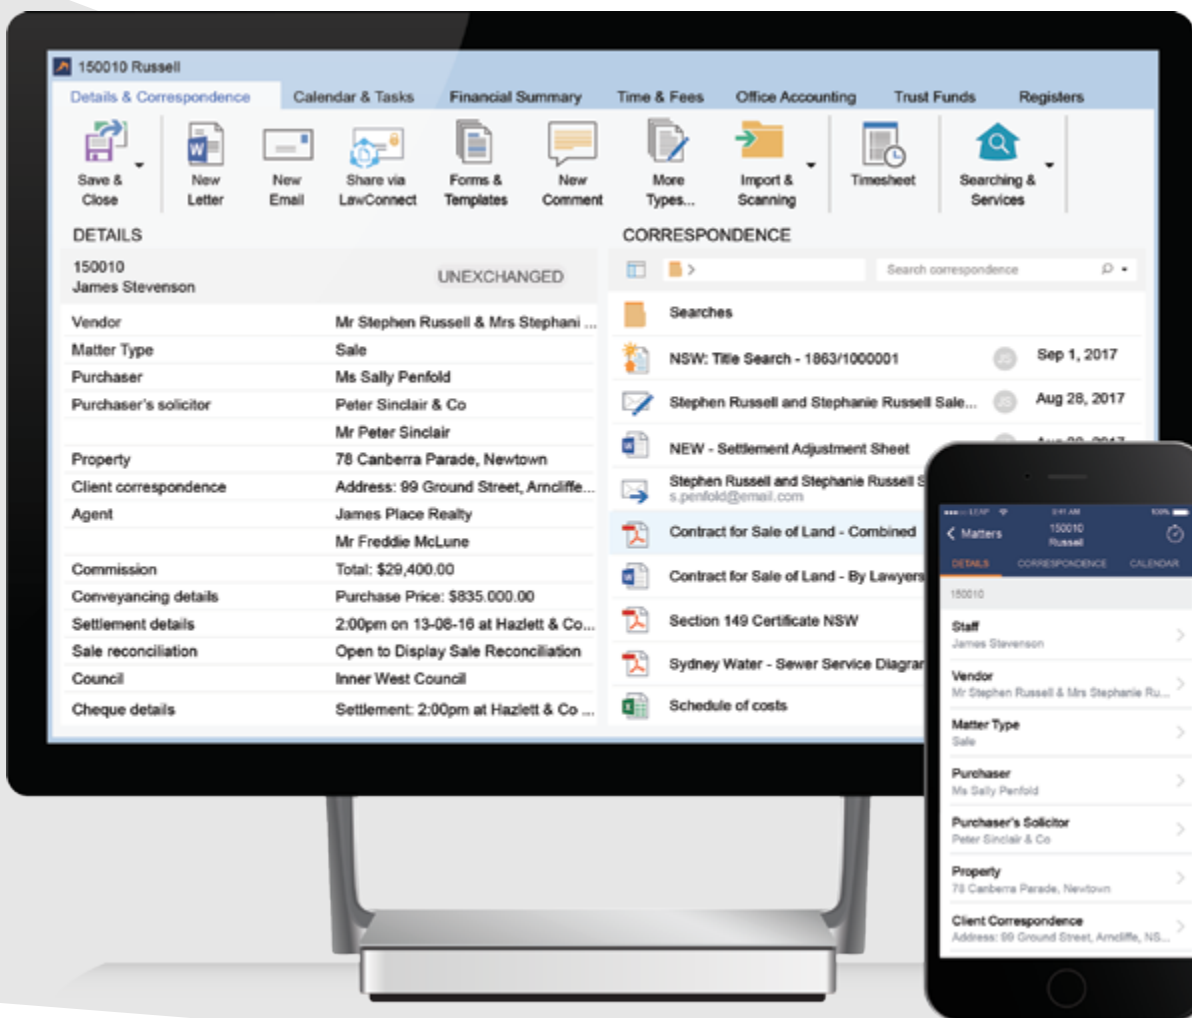 150010 Russell
Details & Correspondence Calendar & Tasks Financial Summary Time & Fees Office Accounting Trust Funds Registers
Save & Close
New Letter
New Email
Share via LawConnect
Forms & Templates
New Comment
More Types...
Import & Scanning
Timesheet
Searching & Services
DETAILS
150010
James Stevenson
UNEXCHANGED
Vendor Mr Stephen Russell & Mrs Stephani ...
Matter Type Sale
Purchaser Ms Sally Penfold
Purchaser's solicitor Peter Sinclair & Co
Mr Peter Sinclair
Property 78 Canberra Parade, Newtown
Client correspondence Address: 99 Ground Street, Arncliffe...
Agent James Place Realty
Mr Freddie McLune
Commission Total: $29,400.00
Conveyancing details Purchase Price: $835.000.00
Settlement details 2:00pm on 13-08-16 at Hazlett & Co...
Sale reconciliation Open to Display Sale Reconciliation
Council Inner West Council
Cheque details Settlement: 2:00pm at Hazlett & Co ...
CORRESPONDENCE
Search correspondence
Searches
NSW: Title Search - 1863/1000001 JS Sep 1, 2017
Stephen Russell and Stephanie Russell Sale... JS Aug 28, 2017
NEW - Settlement Adjustment Sheet
Stephen Russell and Stephanie Russell S
s.penfold@email.com
Contract for Sale of Land - Combined
Contract for Sale of Land - By Lawyers
Section 149 Certificate NSW
Sydney Water - Sewer Service Diagram
Schedule of costs
LEAP 9:41 AM 100%
Matters
150010
Russell
DETAILS CORRESPONDENCE CALENDAR
150010
Staff
James Stevenson
Vendor
Mr Stephen Russell & Mrs Stephanie Ru...
Matter Type
Sale
Purchaser
Ms Sally Penfold
Purchaser's Solicitor
Peter Sinclair & Co
Property
78 Canberra Parade, Newtown
Client Correspondence
Address: 99 Ground Street, Arncliffe, NS...